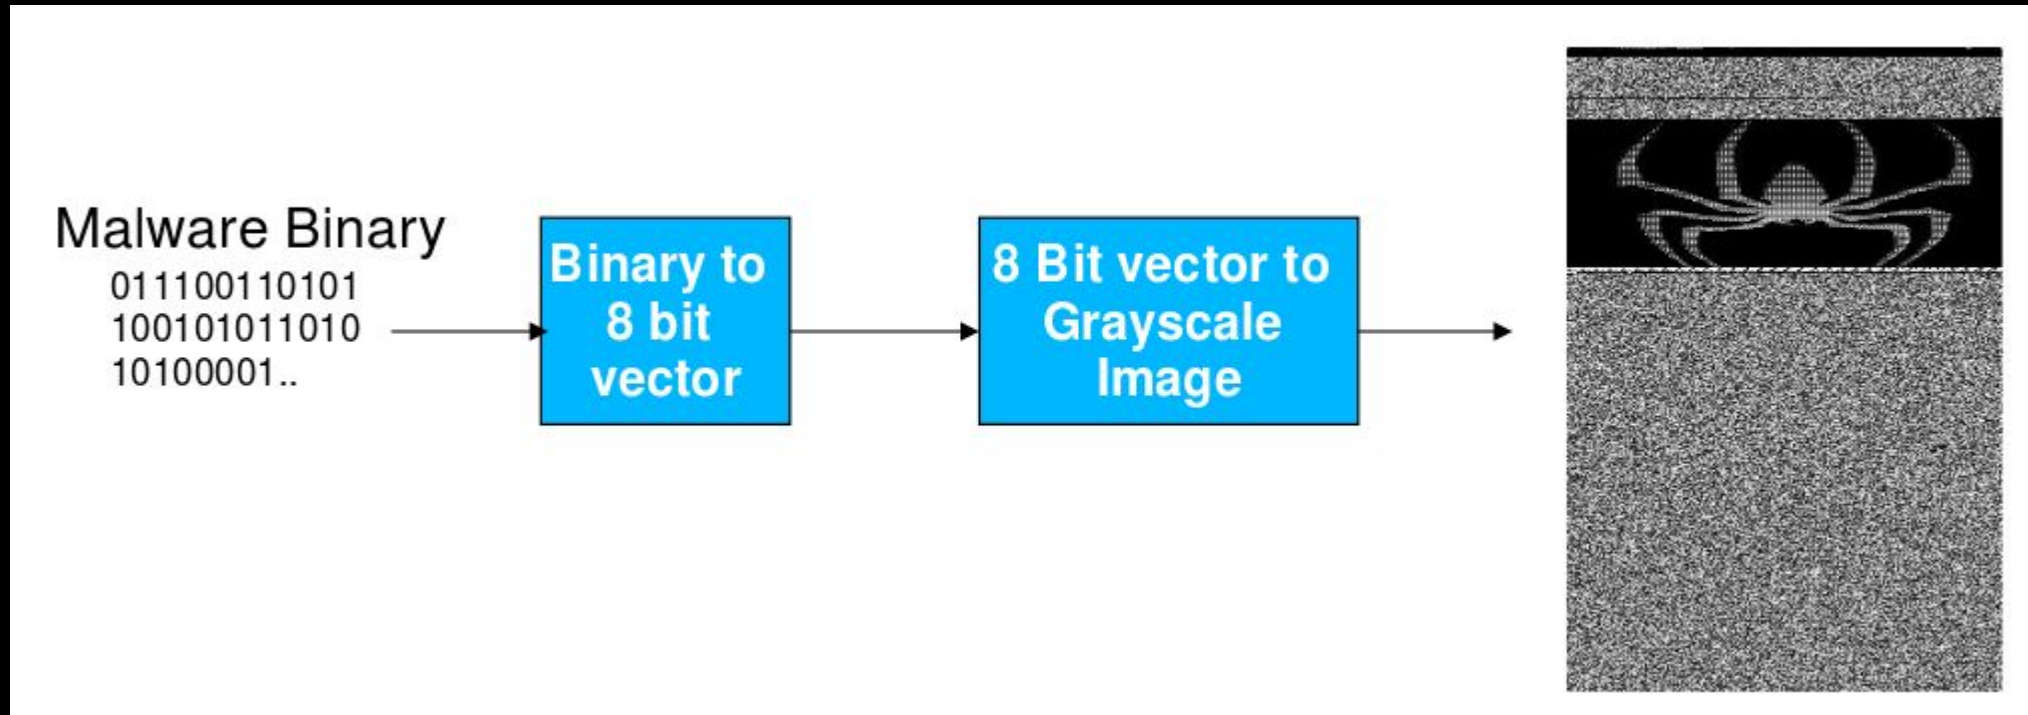 Malware Binary
011100110101
100101011010
10100001..
Binary to
8 bit
vector
8 Bit vector to
Grayscale
Image